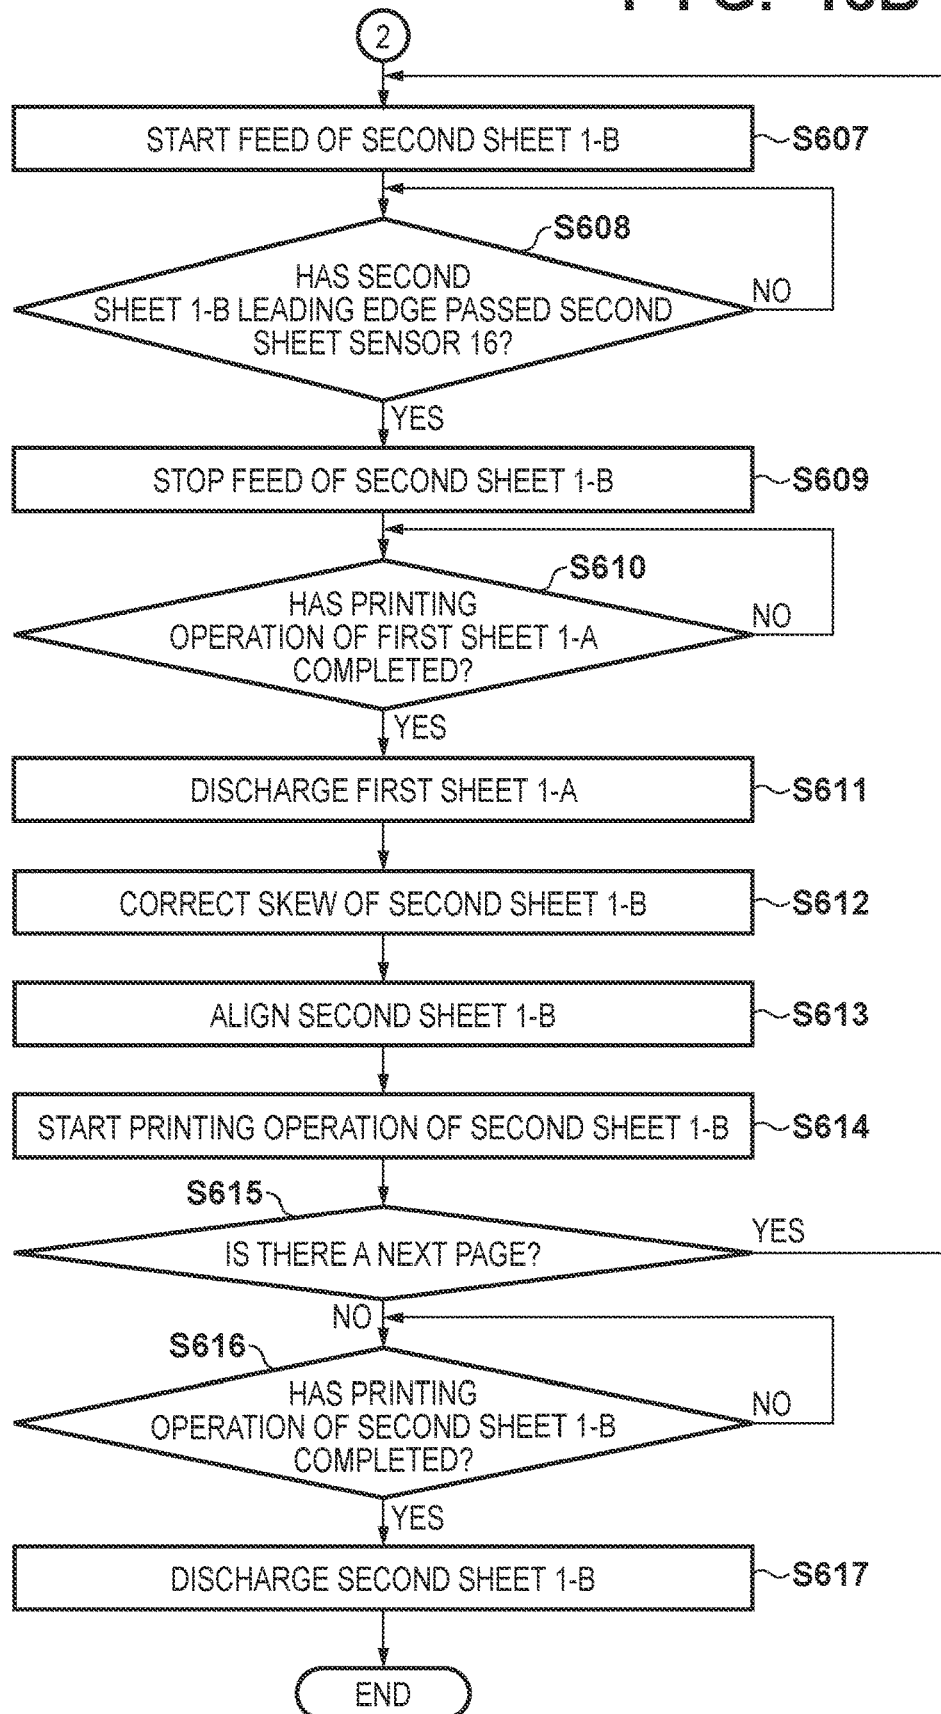 2
START FEED OF SECOND SHEET 1-B
S607
S608
HAS SECOND
SHEET 1-B LEADING EDGE PASSED SECOND
SHEET SENSOR 16?
NO
YES
STOP FEED OF SECOND SHEET 1-B
S609
S610
HAS PRINTING
OPERATION OF FIRST SHEET 1-A
COMPLETED?
NO
YES
DISCHARGE FIRST SHEET 1-A
S611
CORRECT SKEW OF SECOND SHEET 1-B
S612
ALIGN SECOND SHEET 1-B
S613
START PRINTING OPERATION OF SECOND SHEET 1-B
S614
S615
IS THERE A NEXT PAGE?
YES
NO
S616
HAS PRINTING
OPERATION OF SECOND SHEET 1-B
COMPLETED?
NO
YES
DISCHARGE SECOND SHEET 1-B
S617
END